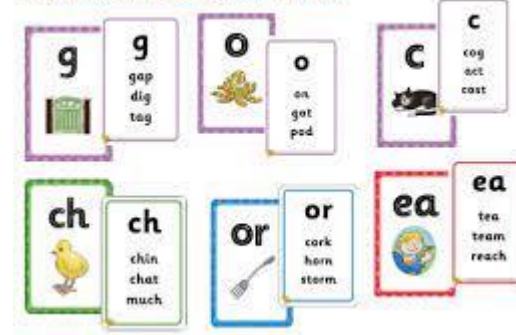 g
g
gap
dig
tag
o
o
on
got
pod
c
c
cog
act
cast
ch
ch
chin
chat
much
or
or
cork
horn
storm
ea
ea
tea
team
reach